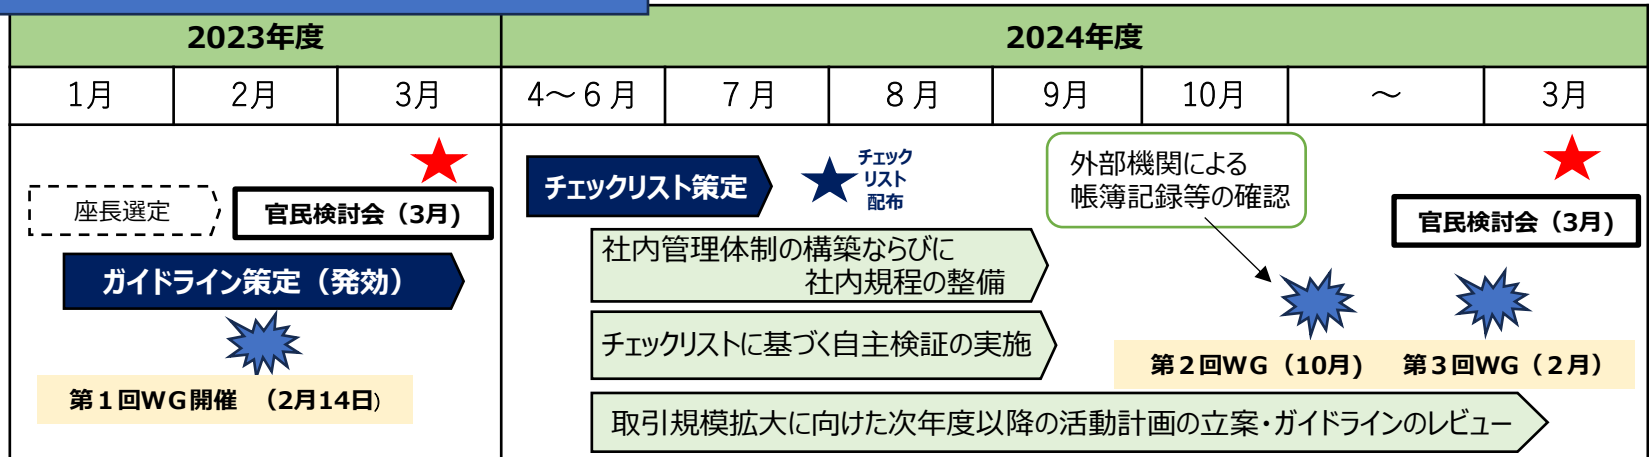 2023年度
2024年度
1月
2月
3月
4～６月
７月
８月
9月
10月
～
3月
座長選定
官民検討会（3月)
ガイドライン策定（発効）
第１回WG開催　（2月14日)
チェックリスト策定
チェック
リスト
配布
外部機関による
帳簿記録等の確認
官民検討会（3月)
社内管理体制の構築ならびに
社内規程の整備
チェックリストに基づく自主検証の実施
第２回WG（10月)
第３回WG（２月）
取引規模拡大に向けた次年度以降の活動計画の立案・ガイドラインのレビュー